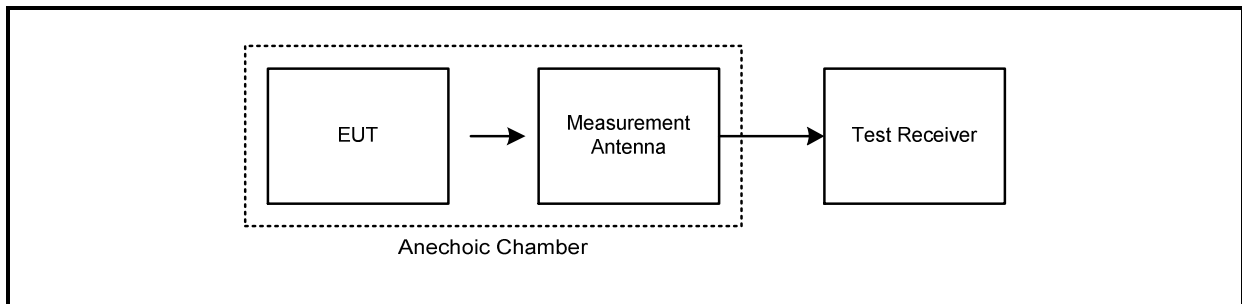 EUT
Measurement
Antenna
Test Receiver
Anechoic Chamber